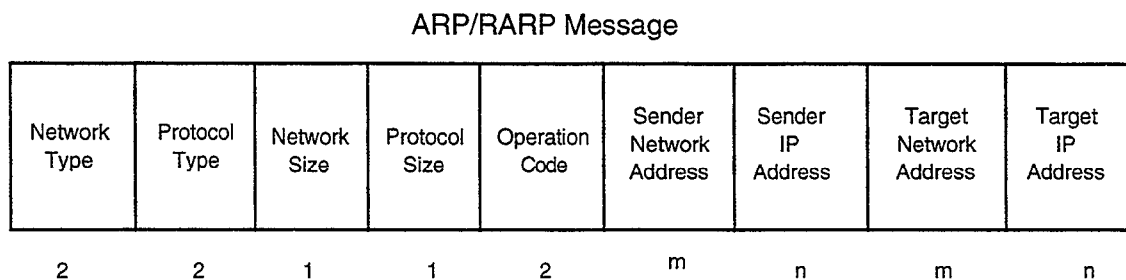 ARP/RARP Message
Network
Type
Protocol
Type
Network
Size
Protocol
Size
Operation
Code
Sender
Network
Address
Sender
IP
Address
Target
Network
Address
Target
IP
Address
2 2 1 1 2 m n m n